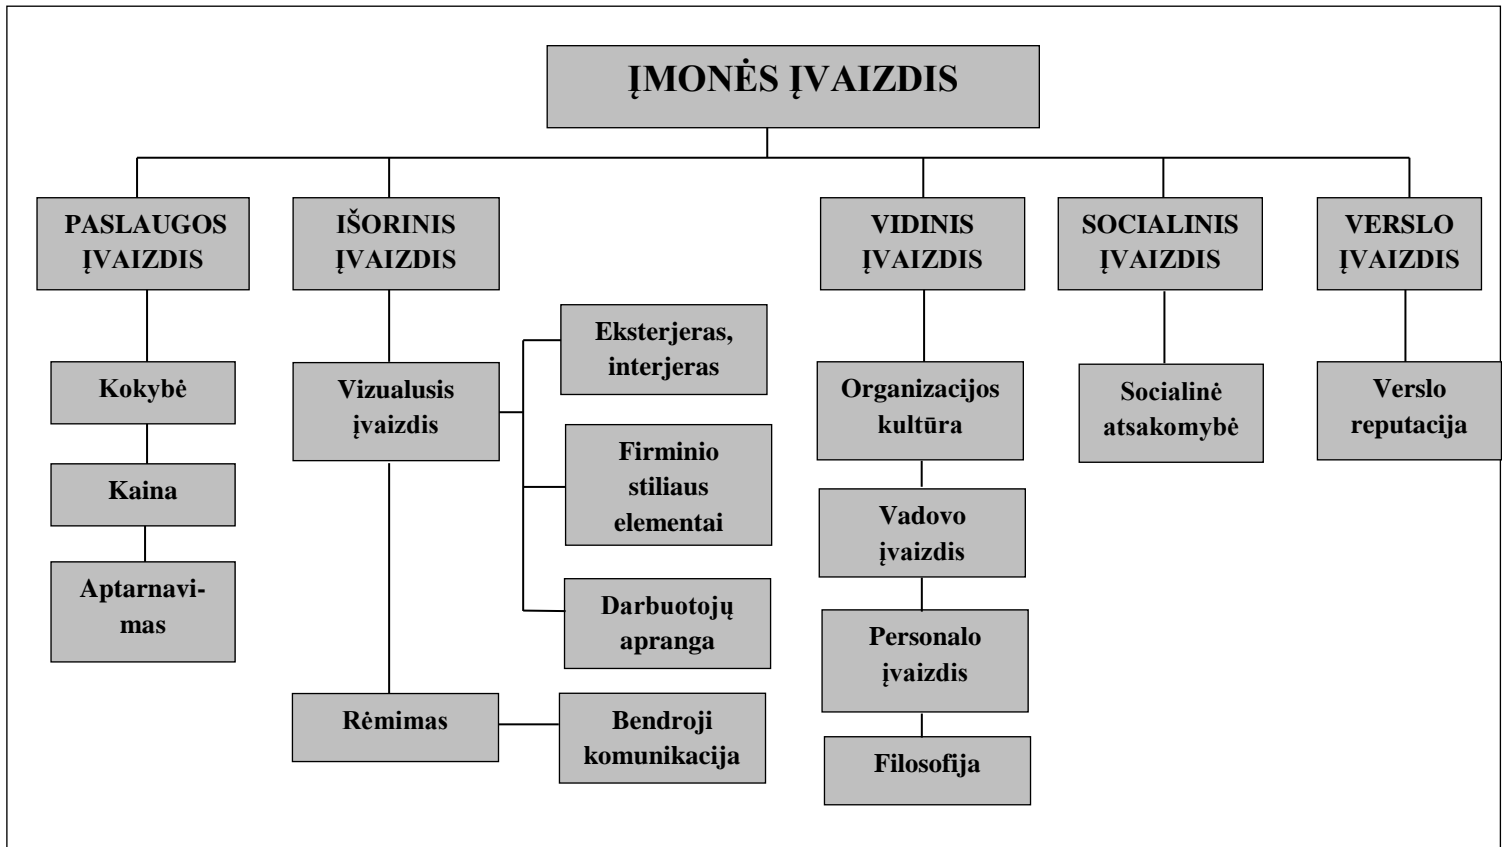 ĮMONĖS ĮVAIZDIS
PASLAUGOS
ĮVAIZDIS
IŠORINIS
ĮVAIZDIS
VIDINIS
ĮVAIZDIS
SOCIALINIS
ĮVAIZDIS
VERSLO
ĮVAIZDIS
Kokybė
Kaina
Aptarnavi-
mas
Vizualusis
įvaizdis
Eksterjeras,
interjeras
Firminio
stiliaus
elementai
Darbuotojų
apranga
Rėmimas
Bendroji
komunikacija
Organizacijos
kultūra
Vadovo
įvaizdis
Personalo
įvaizdis
Filosofija
Socialinė
atsakomybė
Verslo
reputacija